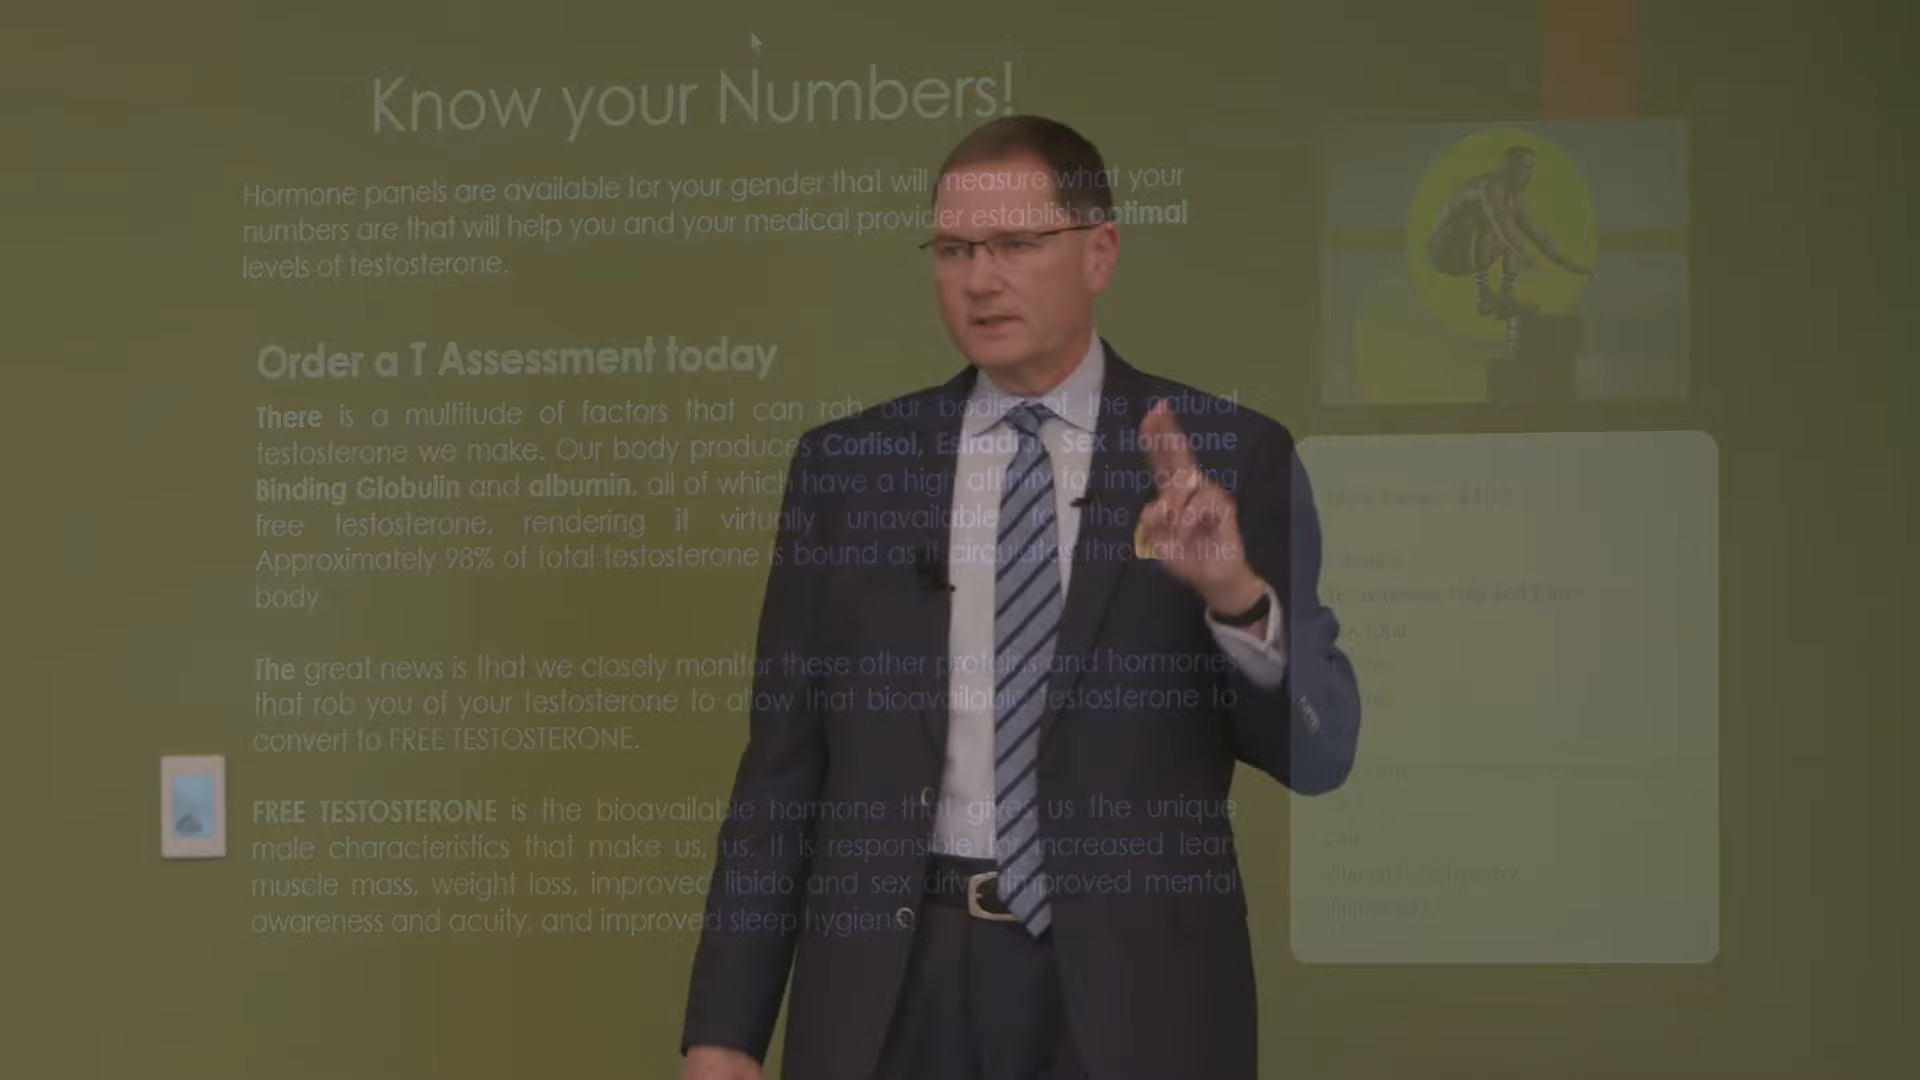 Know your Numbers!
Hormone panels are available for your gender that will measure what your
numbers are that will help you and your medical provider establish optimal
levels of testosterone.
Order a T Assessment today
There is a multitude of factors that can rob our bodies of the natural
testosterone we make. Our body produces Cortisol, Estradiol, Sex Hormone
Binding Globulin and albumin, all of which have a high affinity for impacting
free testosterone, rendering it virtually unavailable to the body.
Approximately 98% of total testosterone is bound as it circulates through the
body.
The great news is that we closely monitor these other proteins and hormones
that rob you of your testosterone to allow that bioavailable testosterone to
convert to FREE TESTOSTERONE.
FREE TESTOSTERONE is the bioavailable hormone that gives us the unique
male characteristics that make us, us. It is responsible for increased lean
muscle mass, weight loss, improved libido and sex drive, improved mental
awareness and acuity, and improved sleep hygiene.
Total